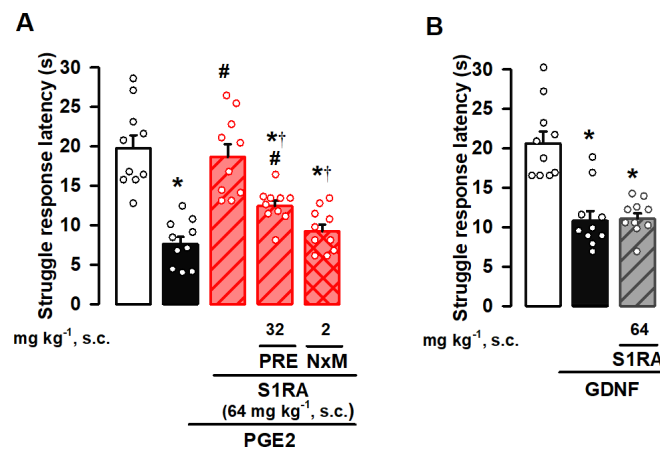 A
Struggle response latency (s)
30
25
20
15
10
5
0
*
#
*†
#
*†
mg kg⁻¹, s.c.
32
2
PRE
NxM
S1RA
(64 mg kg⁻¹, s.c.)
PGE2
B
Struggle response latency (s)
30
25
20
15
10
5
0
*
*
mg kg⁻¹, s.c.
64
S1RA
GDNF